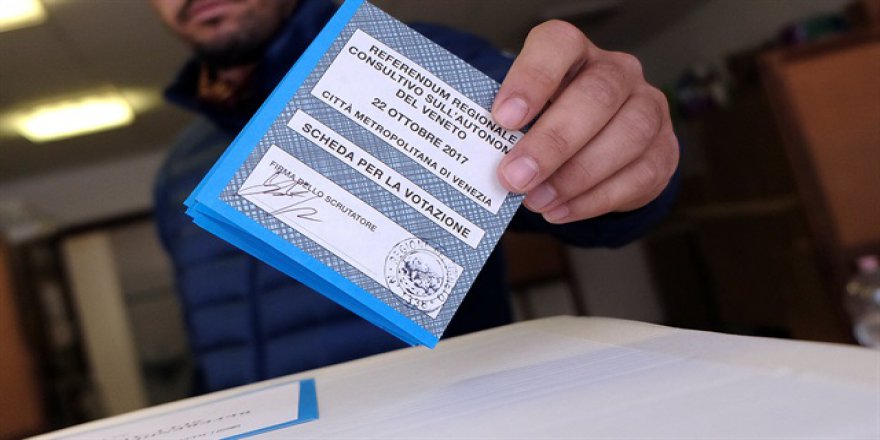 REFERENDUM REGIONALE
CONSULTIVO SULL'AUTONOM
DEL VENETO
22 OTTOBRE 2017
CITTÀ METROPOLITANA DI VENEZIA
SCHEDA PER LA VOTAZIONE
FIRMA DELLO SCRUTATORE